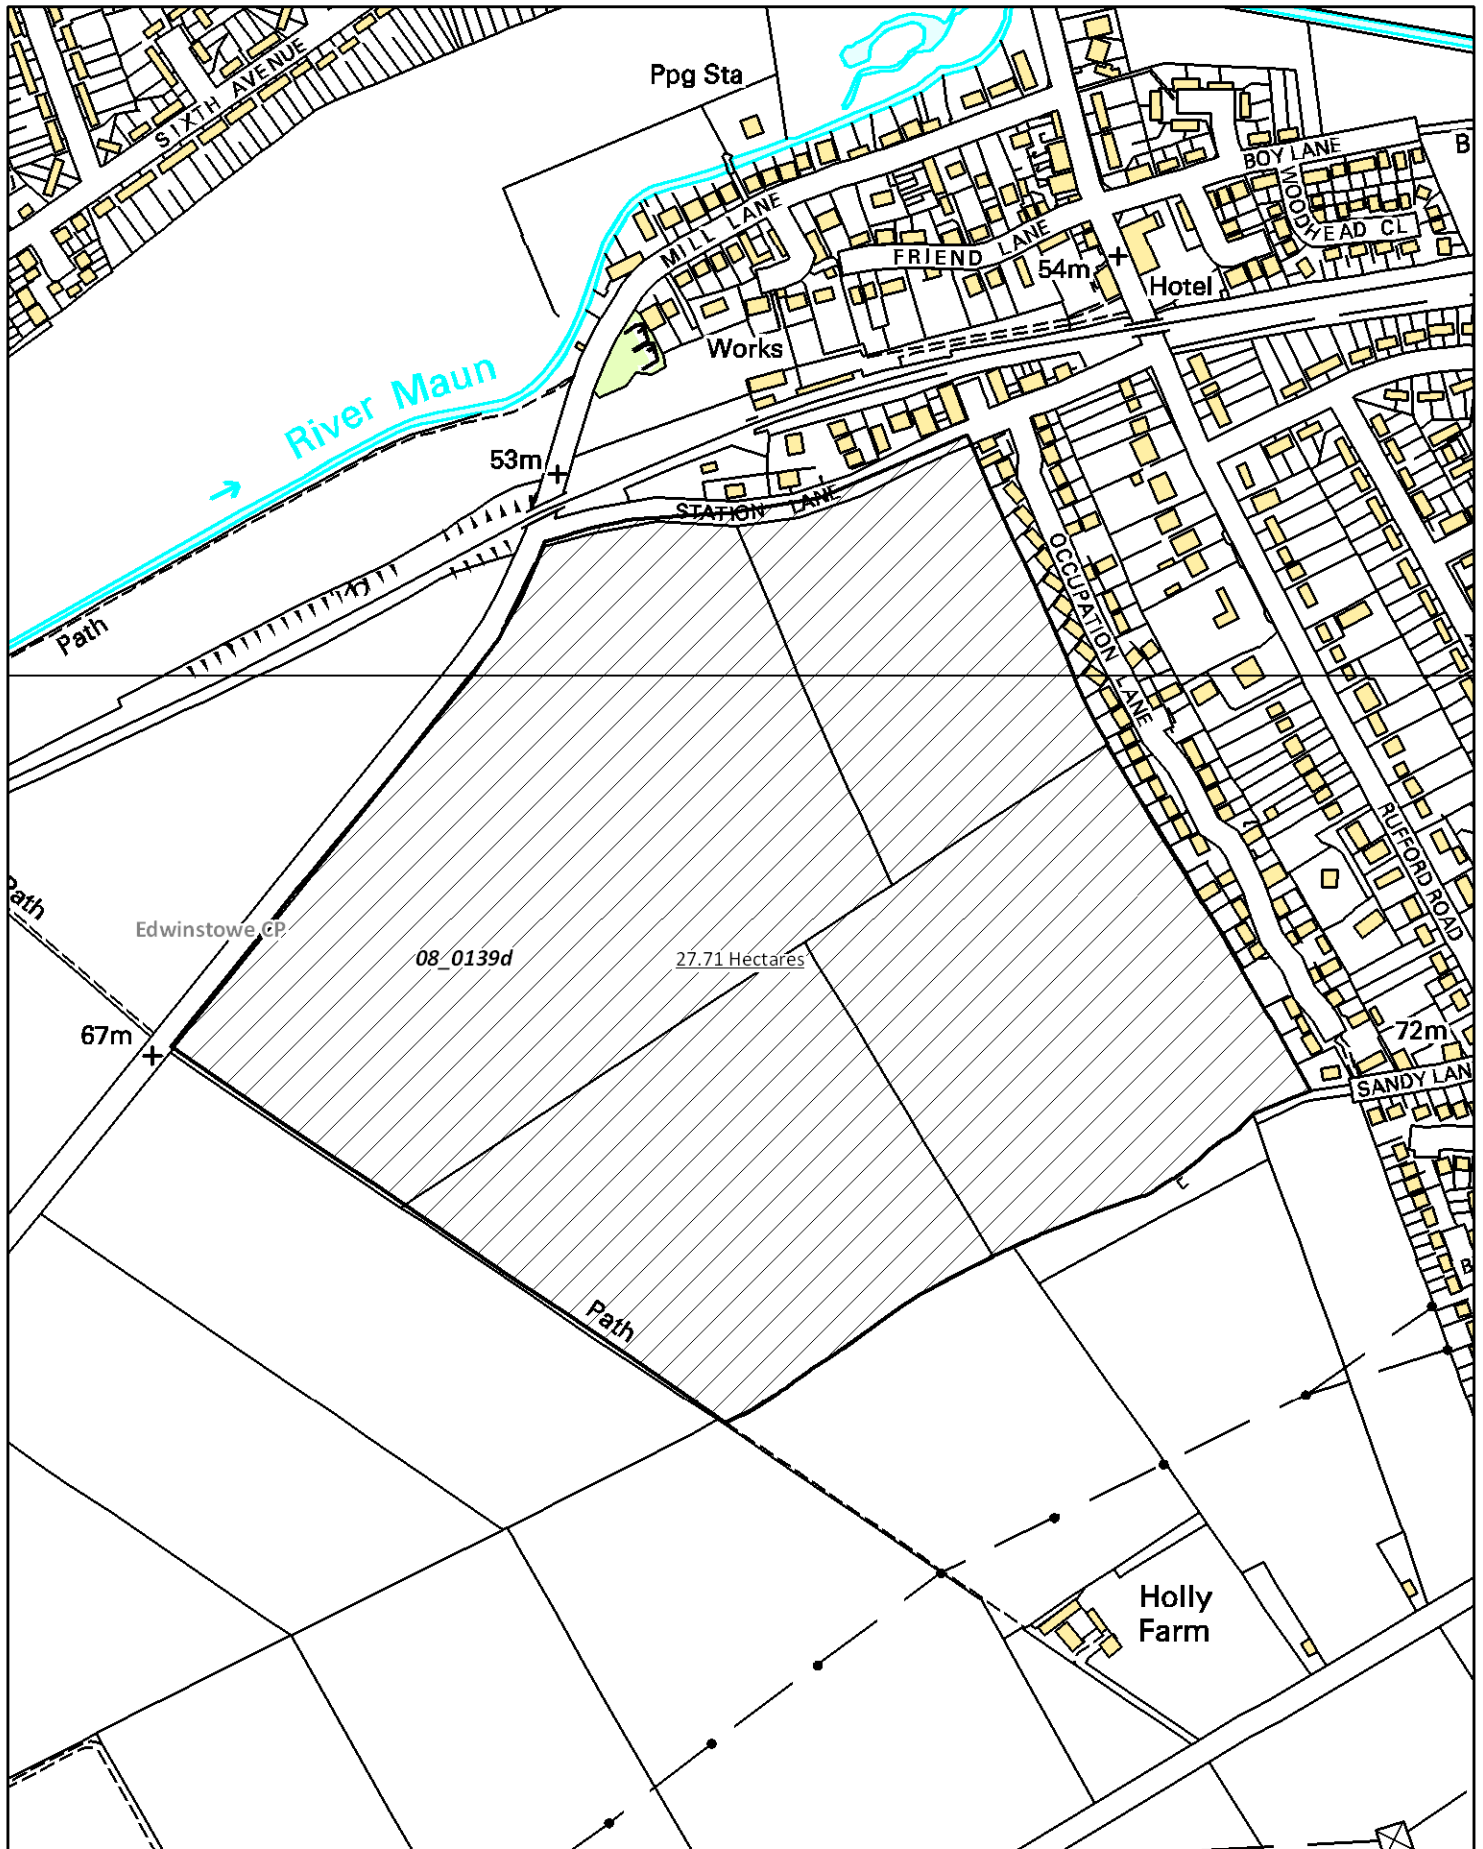 SIXTH AVENUE
Ppg Sta
BOY LANE
B
WOODHEAD CL
MILL LANE
FRIEND LANE
54m
Hotel
Works
River Maun
53m
STATION LANE
OCCUPATION LANE
Path
RUFFORD ROAD
Path
Edwinstowe CP
08_0139d
27.71 Hectares
67m
72m
SANDY LAN
B
Path
Holly
Farm